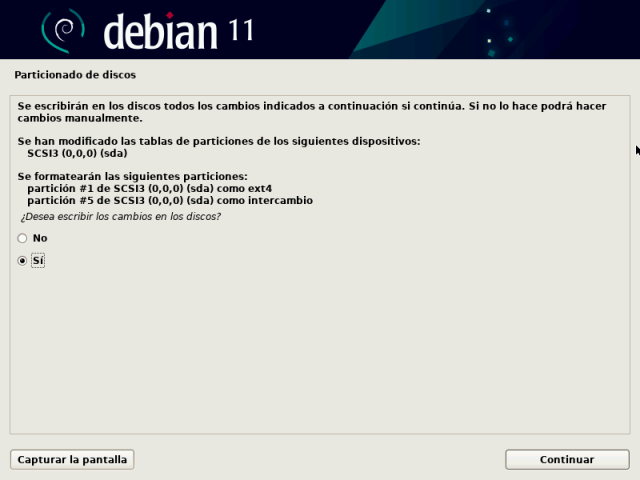 debian 11
Particionado de discos
Se escribirán en los discos todos los cambios indicados a continuación si continúa. Si no lo hace podrá hacer
cambios manualmente.
Se han modificado las tablas de particiones de los siguientes dispositivos:
SCSI3 (0,0,0) (sda)
Se formatearán las siguientes particiones:
partición #1 de SCSI3 (0,0,0) (sda) como ext4
partición #5 de SCSI3 (0,0,0) (sda) como intercambio
¿Desea escribir los cambios en los discos?
No
Sí
Capturar la pantalla
Continuar